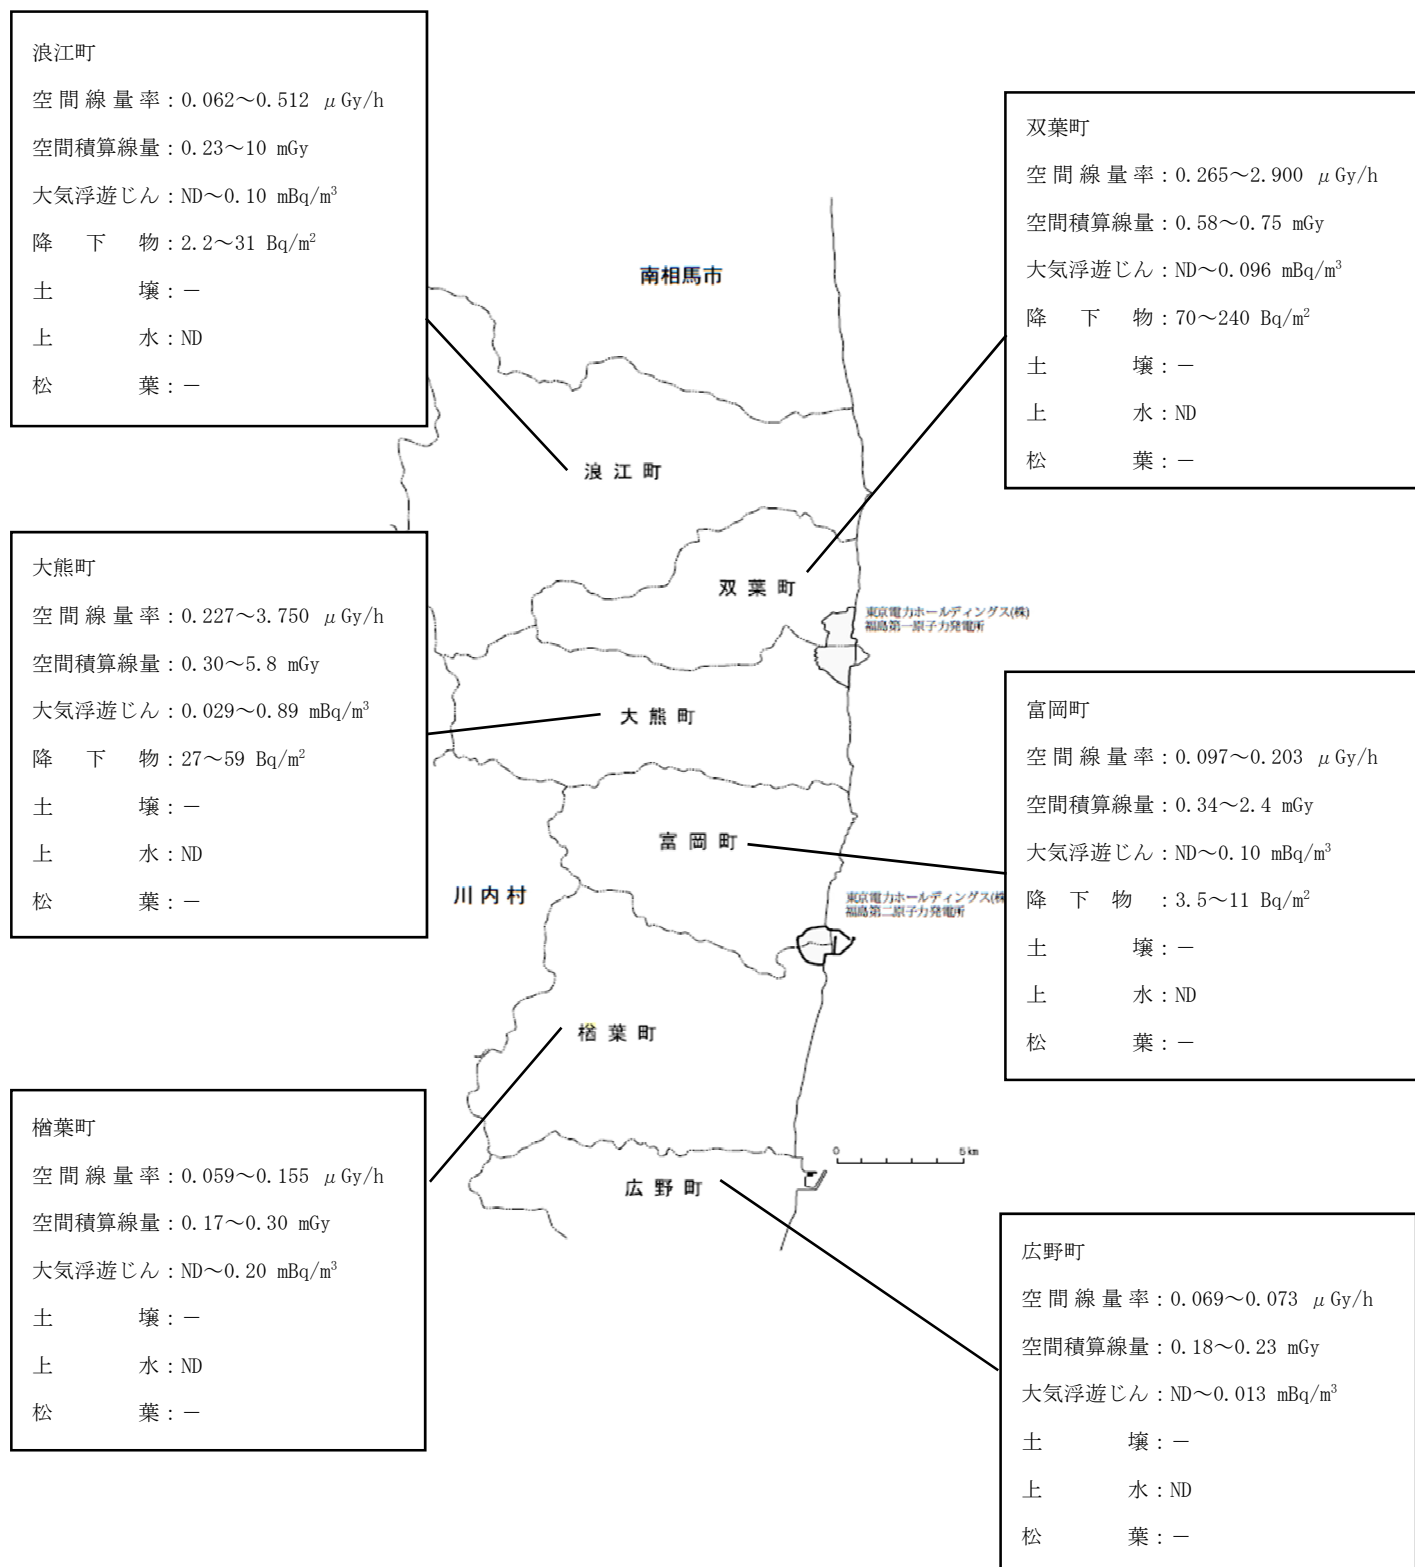 浪江町
空間線量率：0.062～0.512 μGy/h
空間積算線量：0.23～10 mGy
大気浮遊じん：ND～0.10 mBq/m³
降下物：2.2～31 Bq/m²
土壌：－
上水：ND
松葉：－
双葉町
空間線量率：0.265～2.900 μGy/h
空間積算線量：0.58～0.75 mGy
大気浮遊じん：ND～0.096 mBq/m³
降下物：70～240 Bq/m²
土壌：－
上水：ND
松葉：－
南相馬市
浪江町
双葉町
東京電力ホールディングス(株)
福島第一原子力発電所
大熊町
空間線量率：0.227～3.750 μGy/h
空間積算線量：0.30～5.8 mGy
大気浮遊じん：0.029～0.89 mBq/m³
降下物：27～59 Bq/m²
土壌：－
上水：ND
松葉：－
大熊町
富岡町
空間線量率：0.097～0.203 μGy/h
空間積算線量：0.34～2.4 mGy
大気浮遊じん：ND～0.10 mBq/m³
降下物：3.5～11 Bq/m²
土壌：－
上水：ND
松葉：－
富岡町
川内村
東京電力ホールディングス(株
福島第二原子力発電所
楢葉町
楢葉町
空間線量率：0.059～0.155 μGy/h
空間積算線量：0.17～0.30 mGy
大気浮遊じん：ND～0.20 mBq/m³
土壌：－
上水：ND
松葉：－
0 5km
広野町
広野町
空間線量率：0.069～0.073 μGy/h
空間積算線量：0.18～0.23 mGy
大気浮遊じん：ND～0.013 mBq/m³
土壌：－
上水：ND
松葉：－